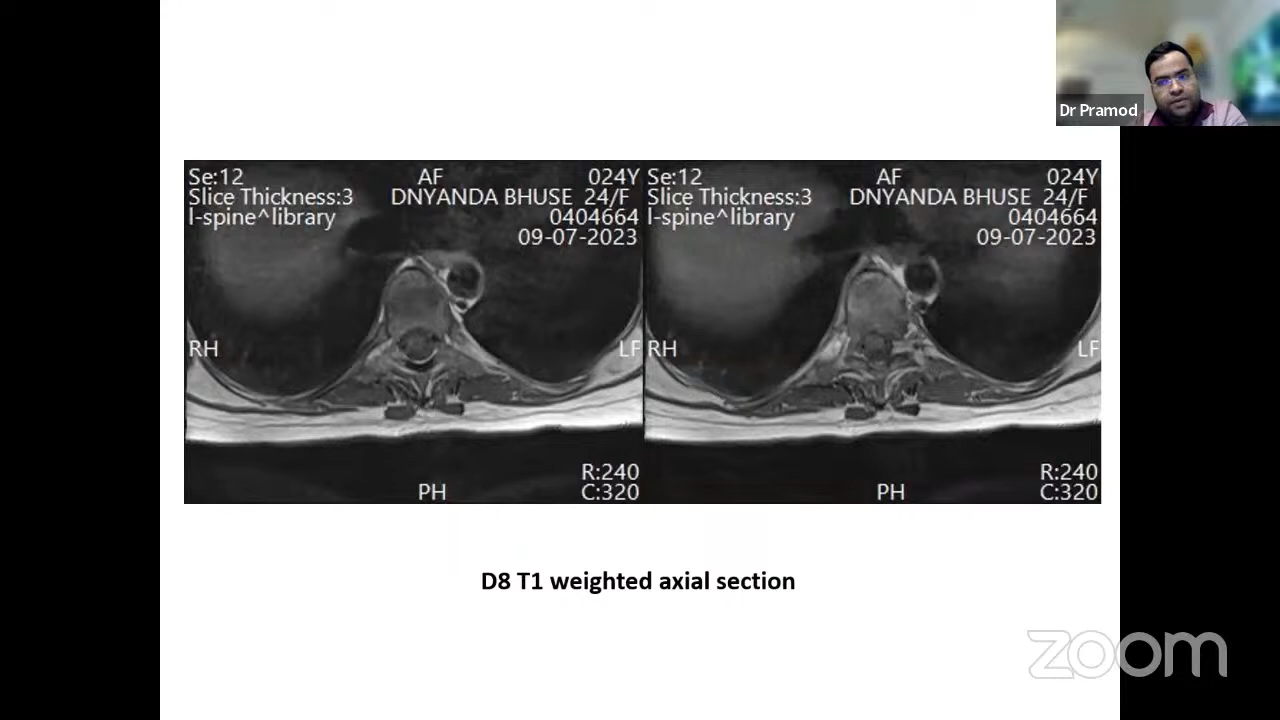 Dr Pramod
Se:12 AF 024Y
Slice Thickness:3 DNYANDA BHUSE 24/F
l-spine^library 0404664
09-07-2023
RH LF
R:240
PH C:320
Se:12 AF 024Y
Slice Thickness:3 DNYANDA BHUSE 24/F
l-spine^library 0404664
09-07-2023
RH LF
R:240
PH C:320
D8 T1 weighted axial section
zoom